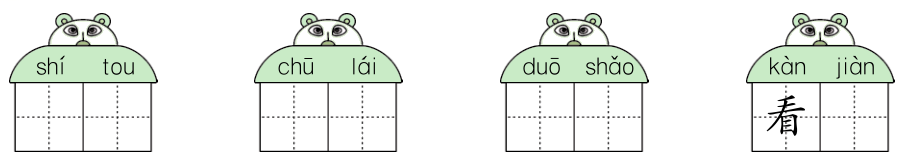 shí tou chū lái duō shǎo kàn jiàn
看